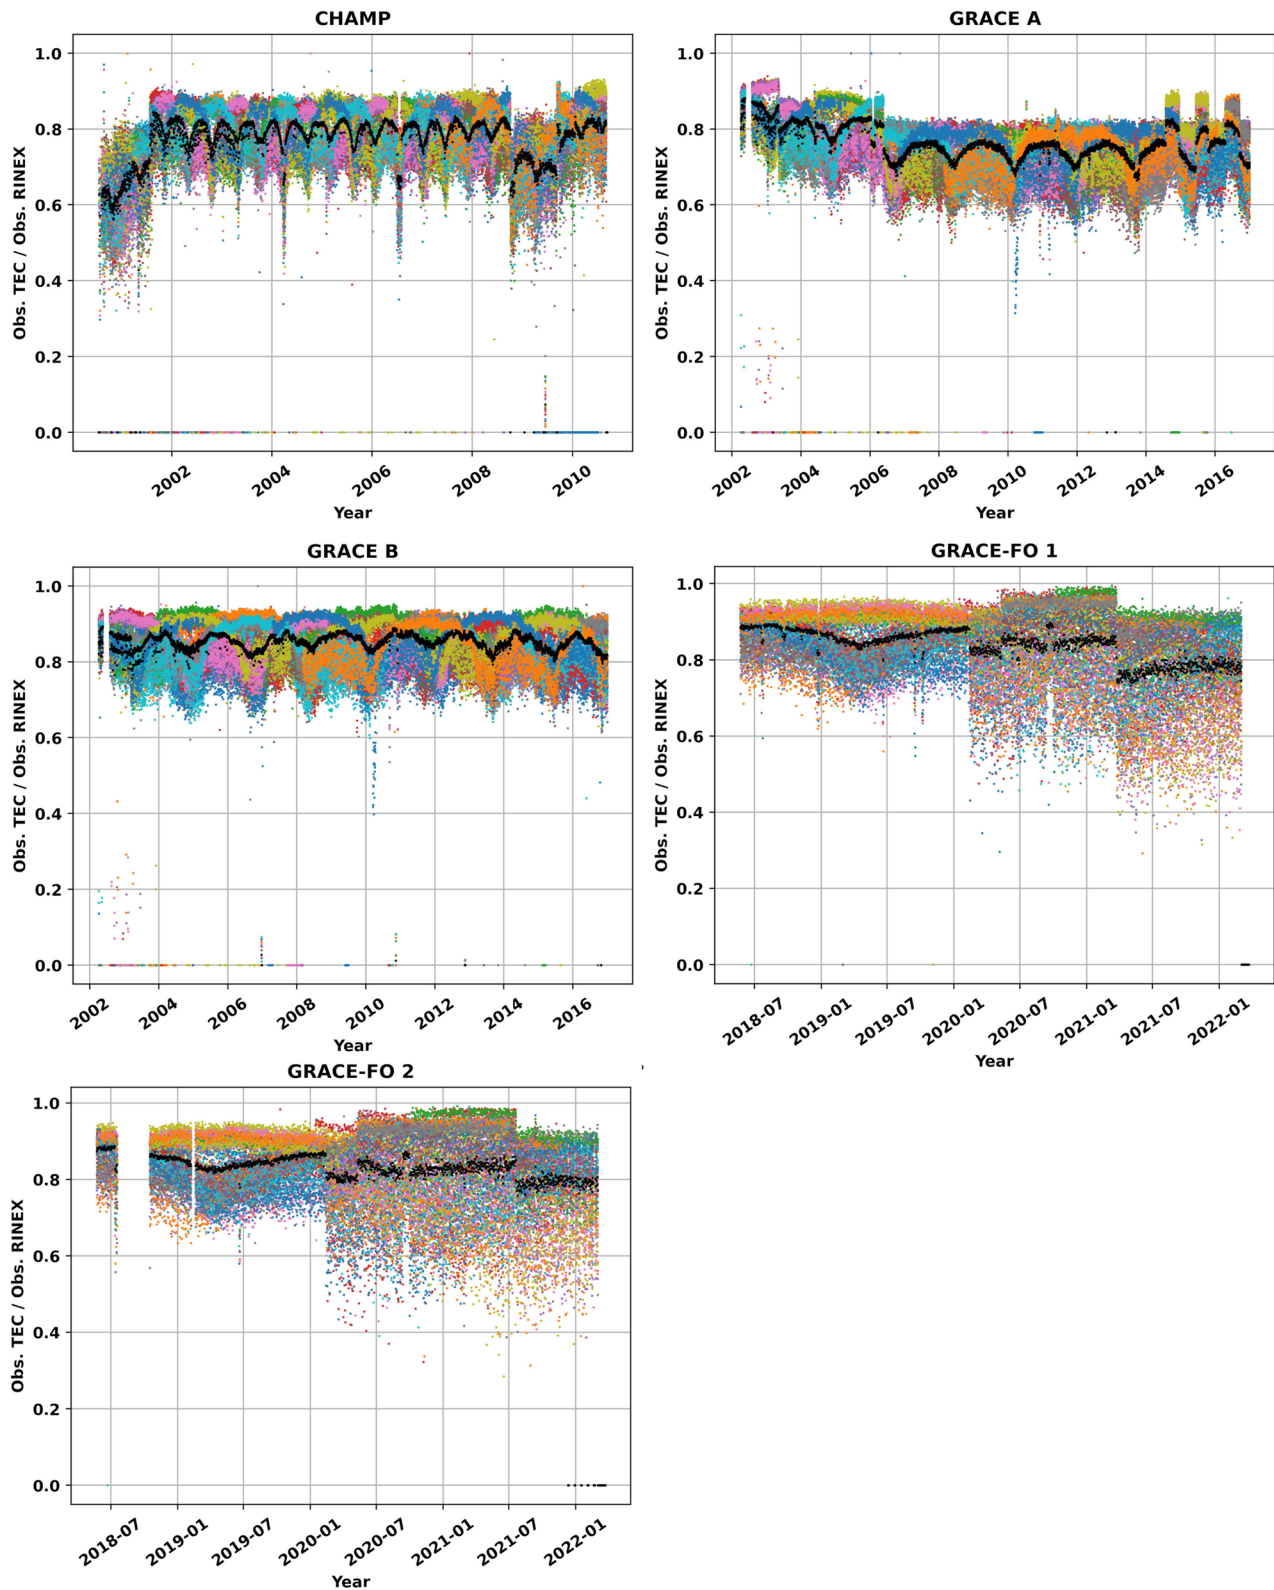 CHAMP
1.0
0.8
0.6
0.4
0.2
0.0
Obs. TEC / Obs. RINEX
2002 2004 2006 2008 2010
Year
GRACE A
1.0
0.8
0.6
0.4
0.2
0.0
Obs. TEC / Obs. RINEX
2002 2004 2006 2008 2010 2012 2014 2016
Year
GRACE B
1.0
0.8
0.6
0.4
0.2
0.0
Obs. TEC / Obs. RINEX
2002 2004 2006 2008 2010 2012 2014 2016
Year
GRACE-FO 1
1.0
0.8
0.6
0.4
0.2
0.0
Obs. TEC / Obs. RINEX
2018-07 2019-01 2019-07 2020-01 2020-07 2021-01 2021-07 2022-01
Year
GRACE-FO 2
1.0
0.8
0.6
0.4
0.2
0.0
Obs. TEC / Obs. RINEX
2018-07 2019-01 2019-07 2020-01 2020-07 2021-01 2021-07 2022-01
Year